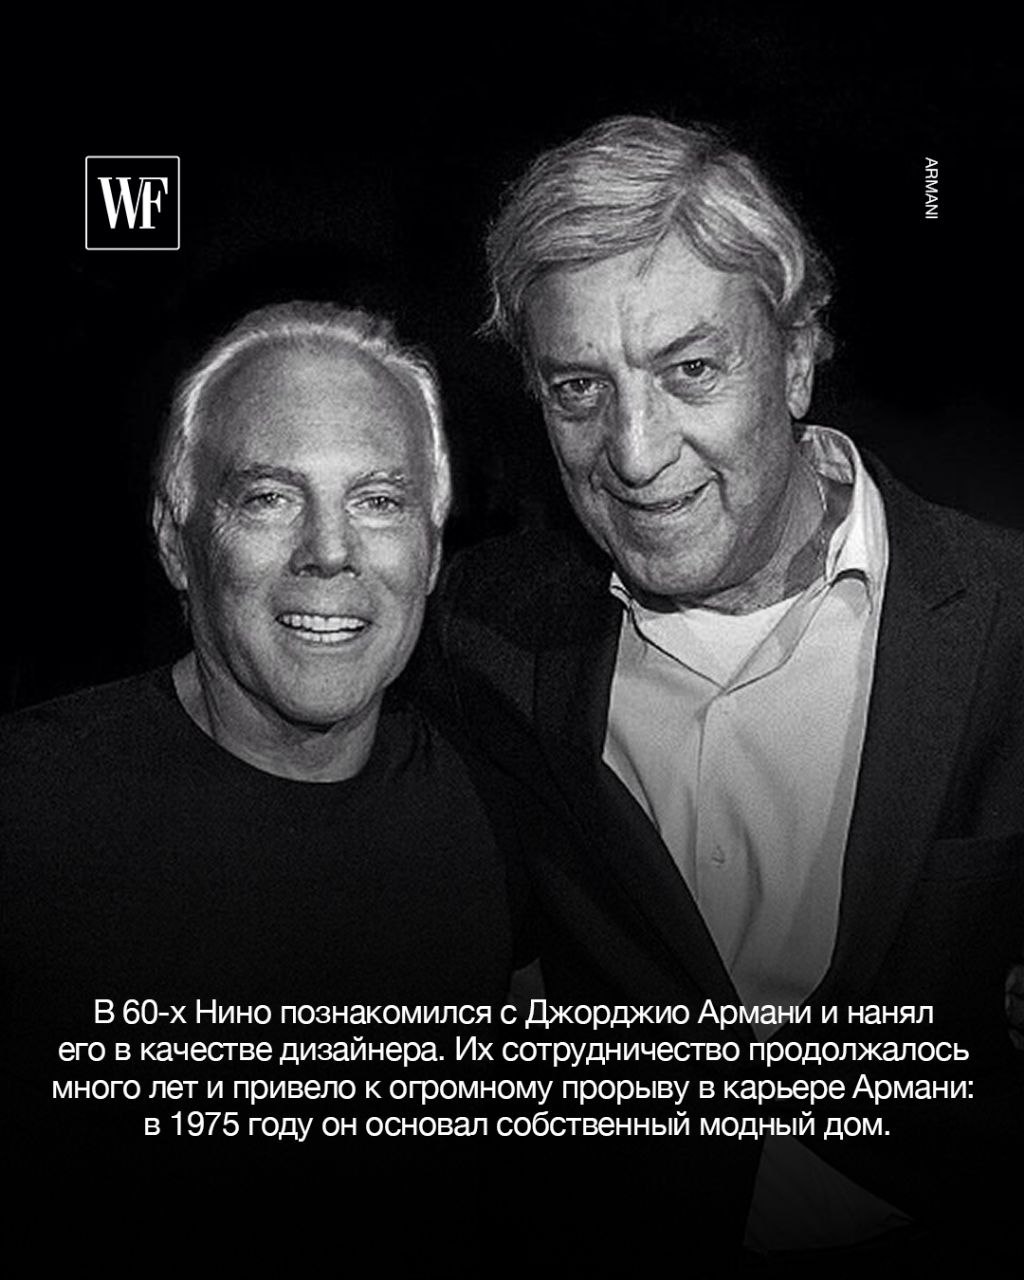 WF
ARMANI
В 60-х Нино познакомился с Джорджио Армани и нанял
его в качестве дизайнера. Их сотрудничество продолжалось
много лет и привело к огромному прорыву в карьере Армани:
в 1975 году он основал собственный модный дом.